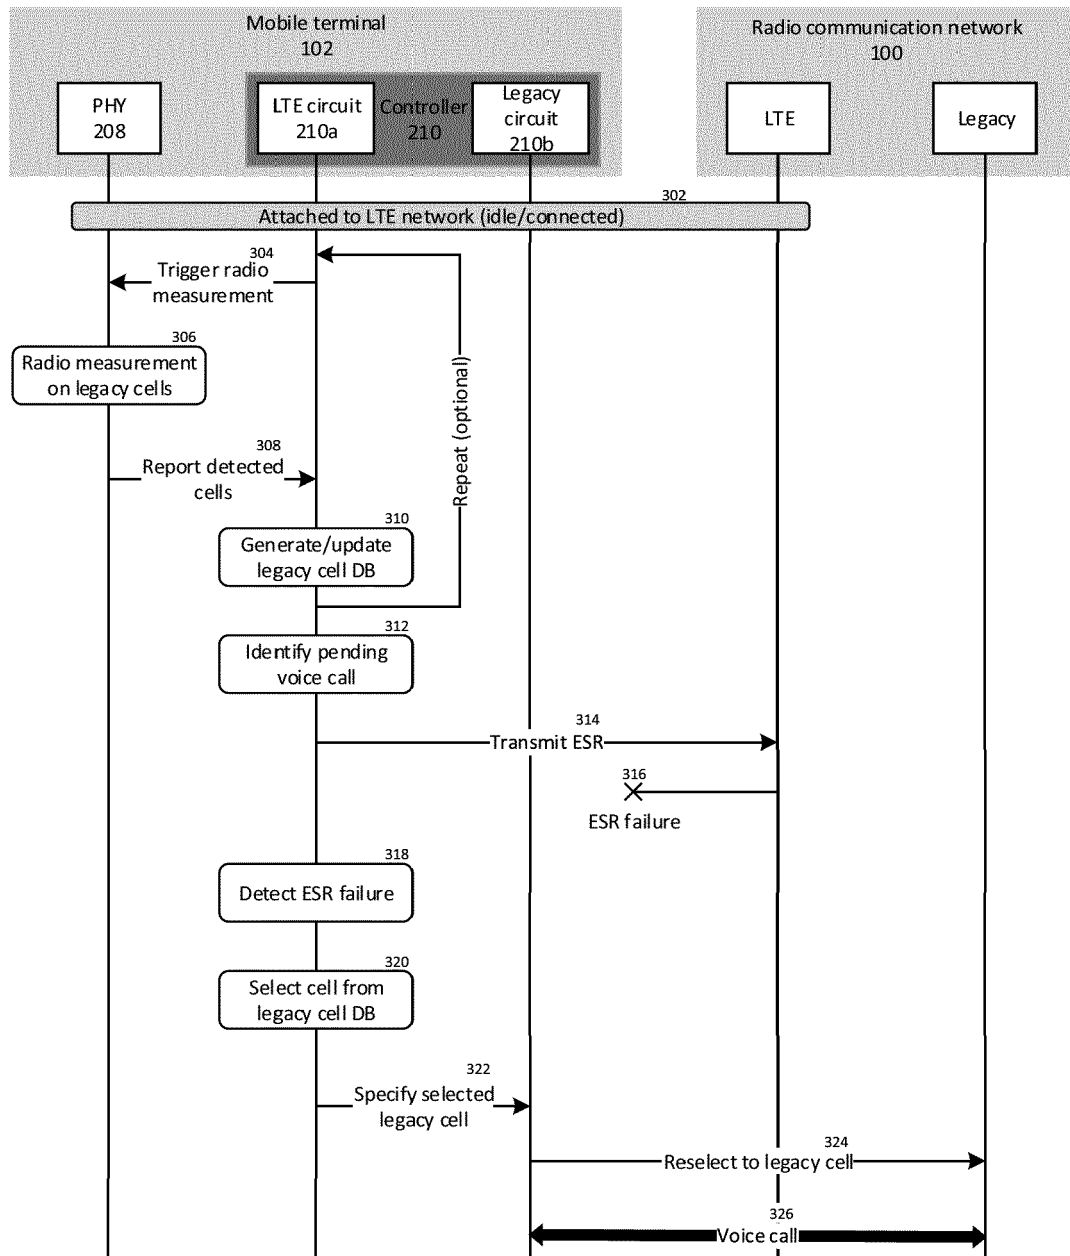 Mobile terminal
102
Radio communication network
100
PHY
208
LTE circuit
210a
Controller
210
Legacy
circuit
210b
LTE
Legacy
302
Attached to LTE network (idle/connected)
304
Trigger radio
measurement
306
Radio measurement
on legacy cells
Repeat (optional)
308
Report detected
cells
310
Generate/update
legacy cell DB
312
Identify pending
voice call
314
Transmit ESR
316
ESR failure
318
Detect ESR failure
320
Select cell from
legacy cell DB
322
Specify selected
legacy cell
324
Reselect to legacy cell
326
Voice call